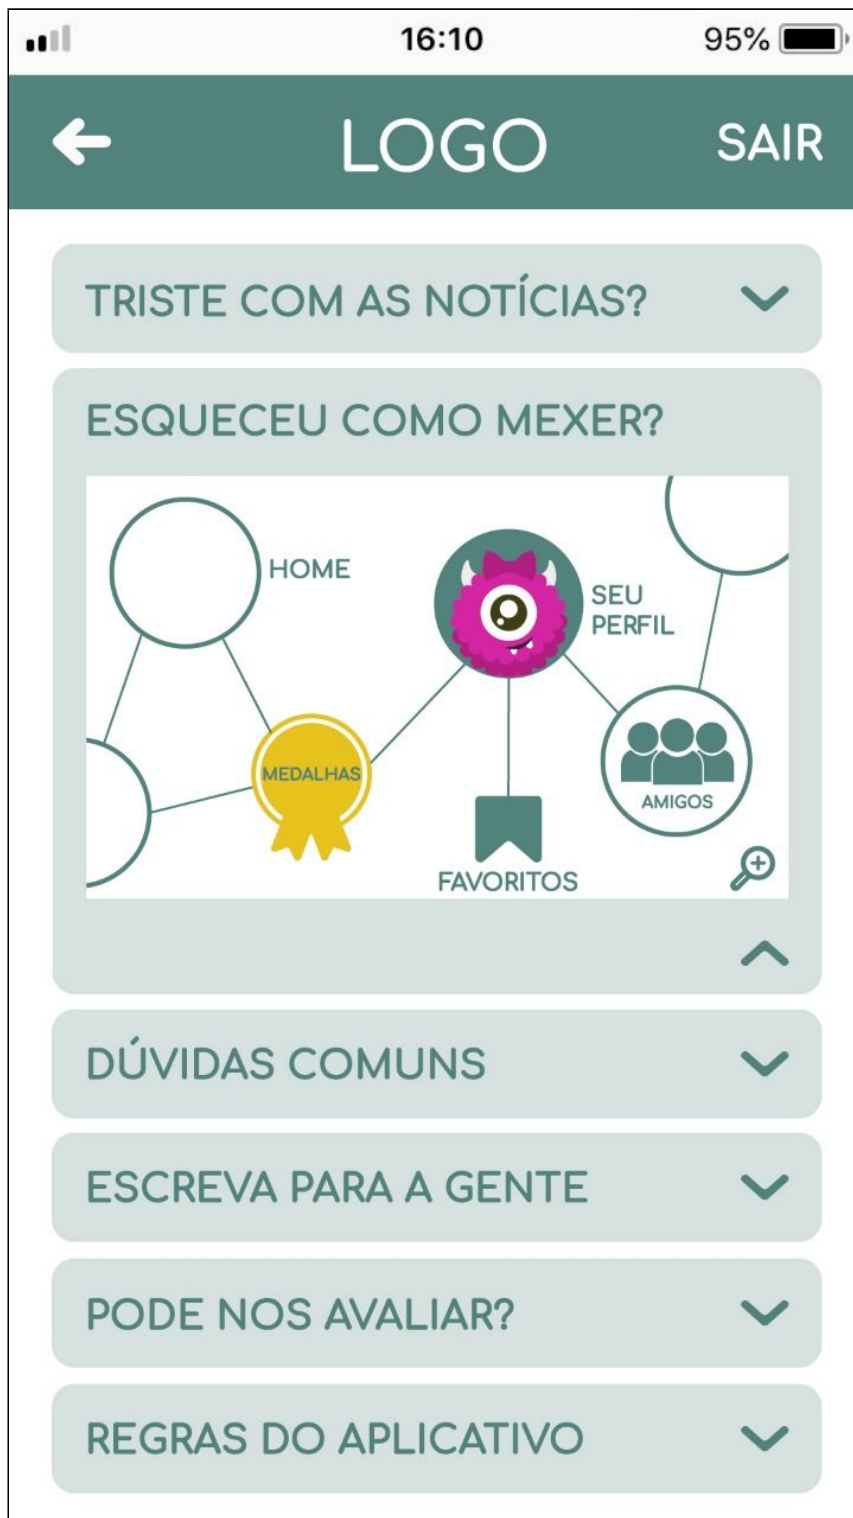 16:10
95%
LOGO
SAIR
TRISTE COM AS NOTÍCIAS?
ESQUECEU COMO MEXER?
HOME
SEU
PERFIL
MEDALHAS
AMIGOS
FAVORITOS
DÚVIDAS COMUNS
ESCREVA PARA A GENTE
PODE NOS AVALIAR?
REGRAS DO APLICATIVO